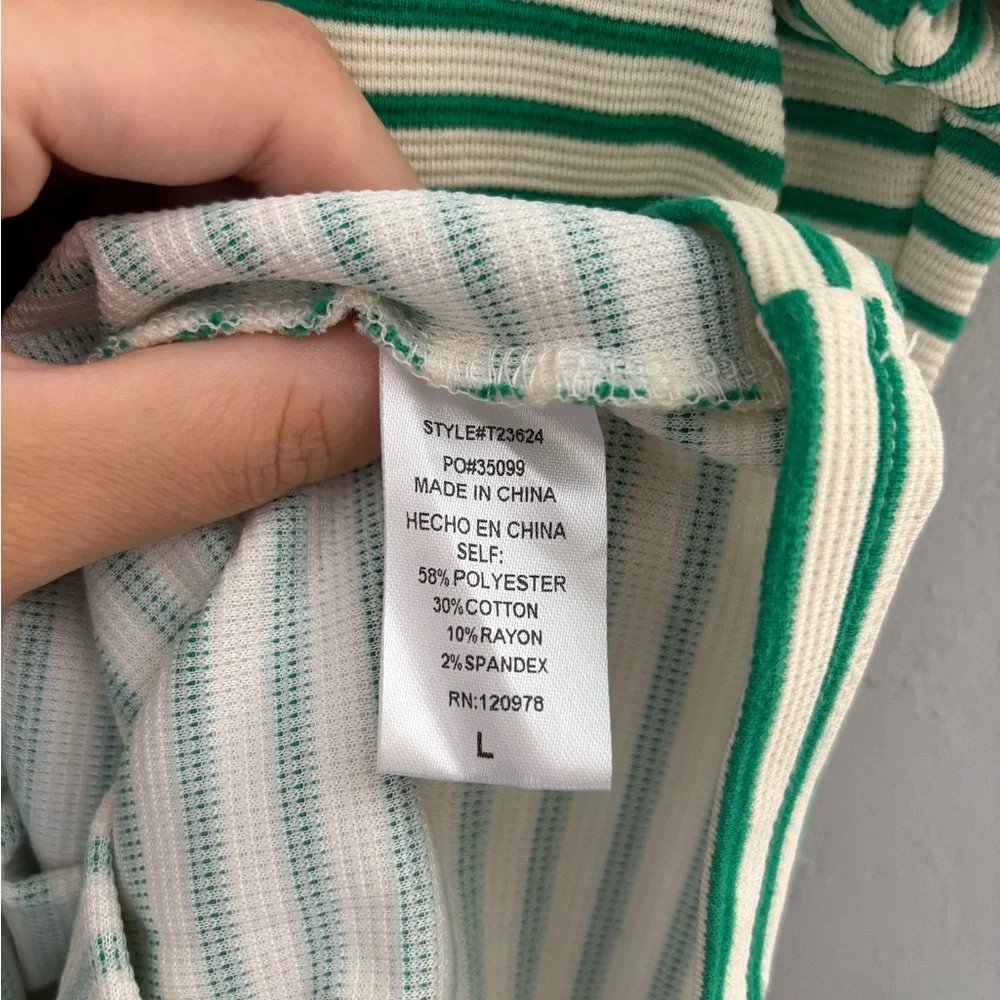 STYLE#T23624
PO#35099
MADE IN CHINA
HECHO EN CHINA
SELF:
58% POLYESTER
30% COTTON
10% RAYON
2% SPANDEX
RN:120978
L